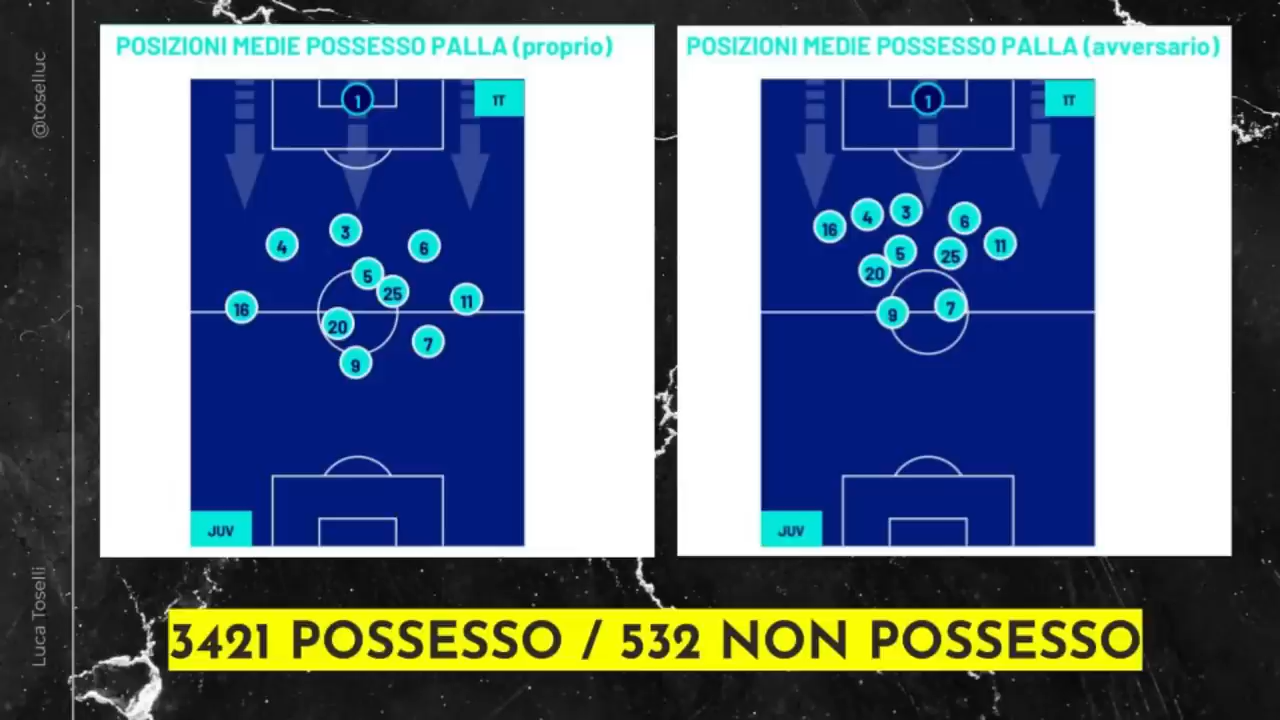 @toselluc
Luca Toselli
POSIZIONI MEDIE POSSESSO PALLA (proprio)
1
1T
3
4
6
5
25
11
16
20
7
9
JUV
POSIZIONI MEDIE POSSESSO PALLA (avversario)
1
1T
3
4
6
16
11
5
25
20
7
9
JUV
3421 POSSESSO / 532 NON POSSESSO